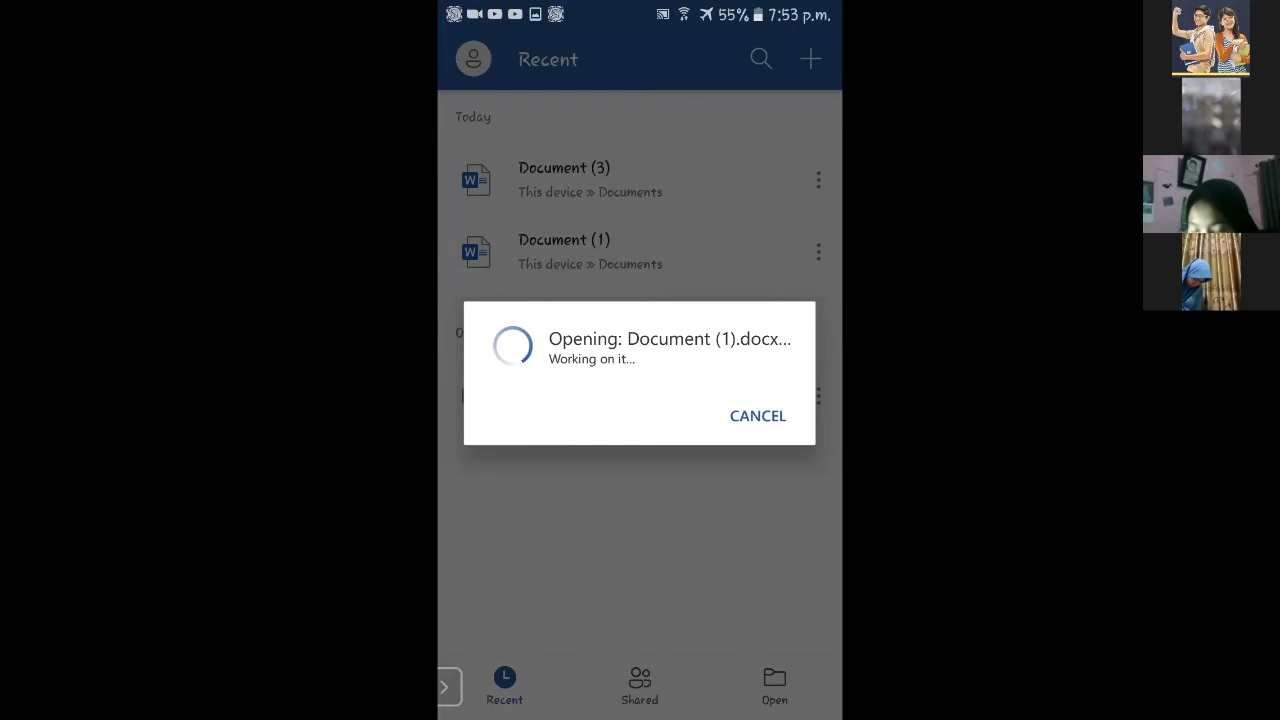 55% 7:53 p.m.
Recent
Today
Document (3)
This device » Documents
Document (1)
This device » Documents
Opening: Document (1).docx...
Working on it...
CANCEL
Recent
Shared
Open